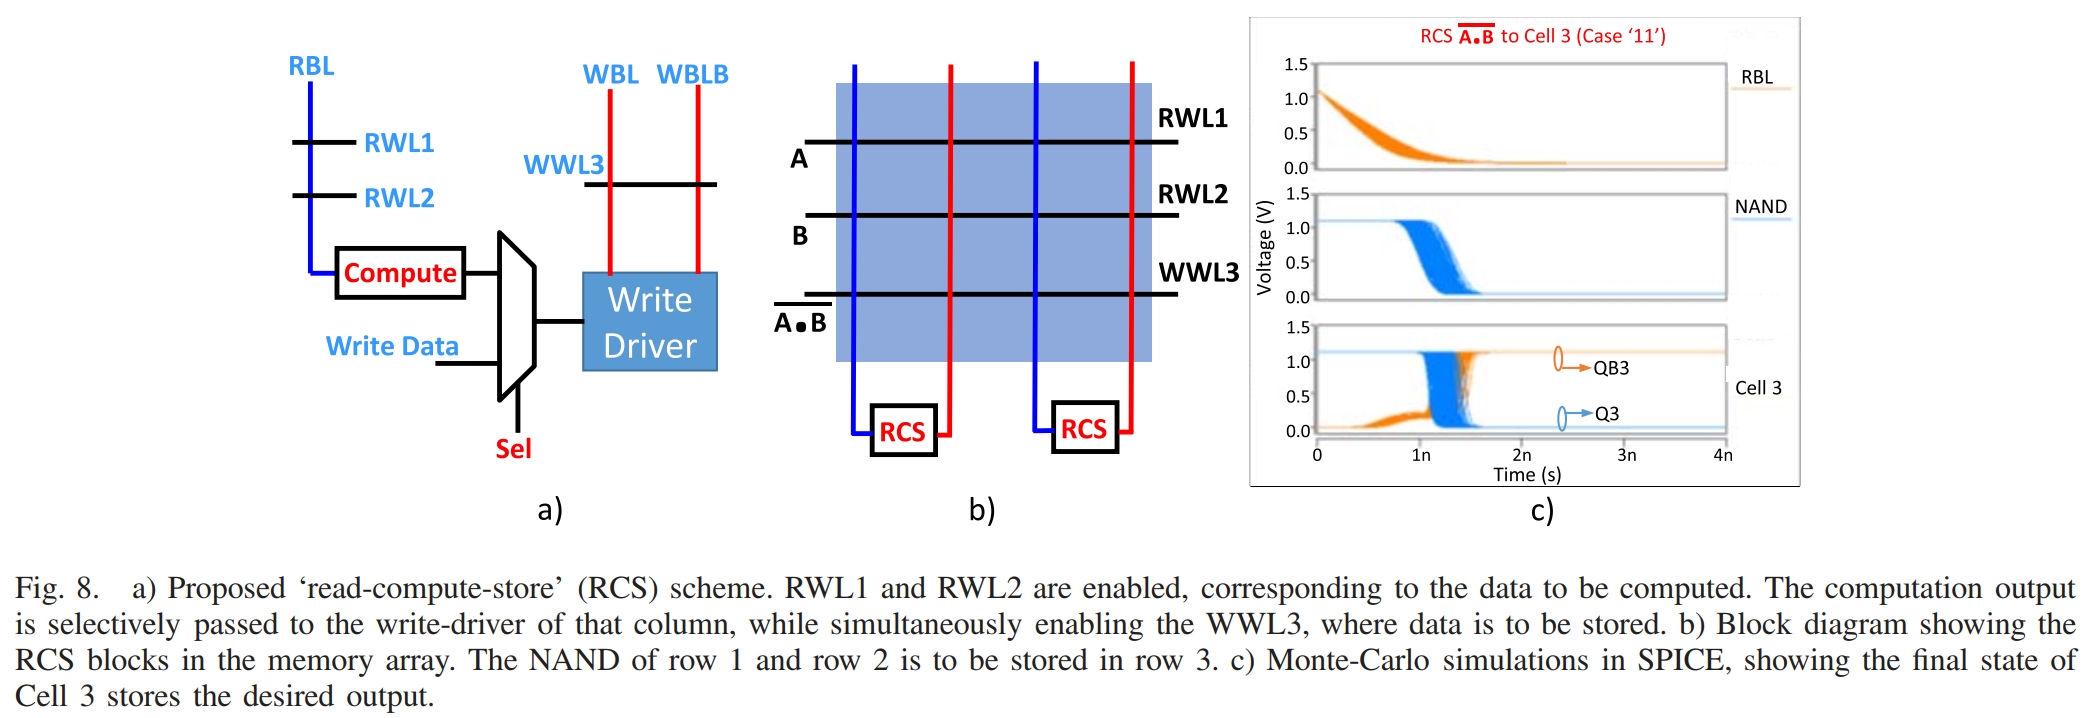 RBL
RWL1
RWL2
Compute
Write Data
Sel
WBL WBLB
WWL3
Write
Driver
a)
RWL1
A
RWL2
B
WWL3
A.B
RCS
RCS
b)
RCS A.B to Cell 3 (Case ‘11’)
Voltage (V)
1.5
1.0
0.5
0.0
RBL
1.5
1.0
0.5
0.0
NAND
1.5
1.0
0.5
0.0
QB3
Q3
Cell 3
0 1n 2n 3n 4n
Time (s)
c)
Fig. 8. a) Proposed ‘read-compute-store’ (RCS) scheme. RWL1 and RWL2 are enabled, corresponding to the data to be computed. The computation output
is selectively passed to the write-driver of that column, while simultaneously enabling the WWL3, where data is to be stored. b) Block diagram showing the
RCS blocks in the memory array. The NAND of row 1 and row 2 is to be stored in row 3. c) Monte-Carlo simulations in SPICE, showing the final state of
Cell 3 stores the desired output.